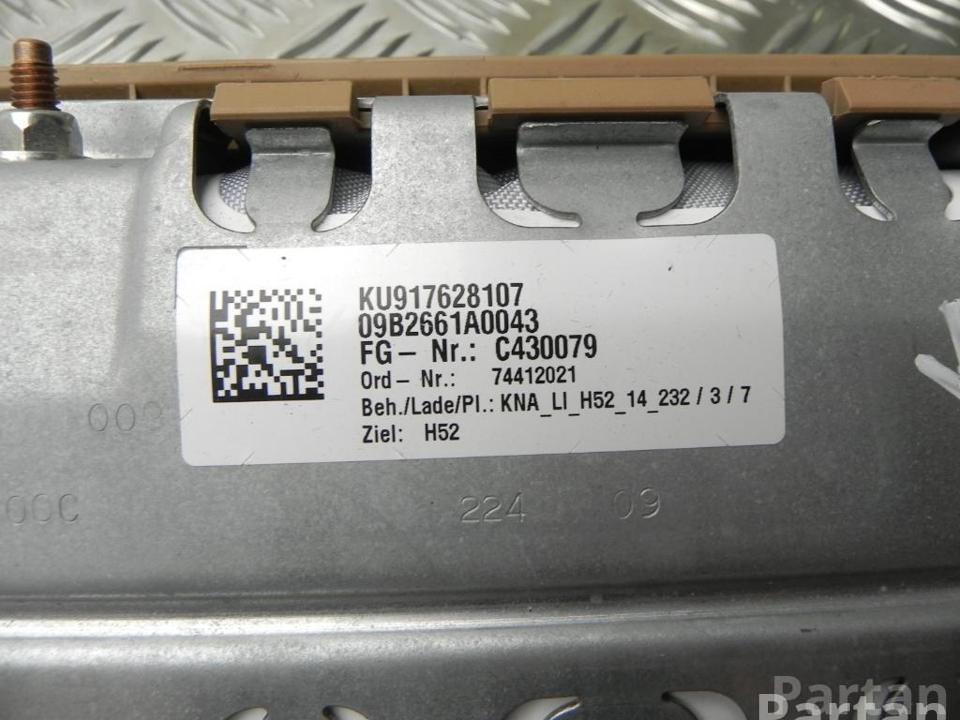 KU917628107
09B2661A0043
FG – Nr.: C430079
Ord – Nr.: 74412021
Beh./Lade/Pl.: KNA_LI_H52_14_232 / 3 / 7
Ziel: H52
00C 224 09
Partan
Partan